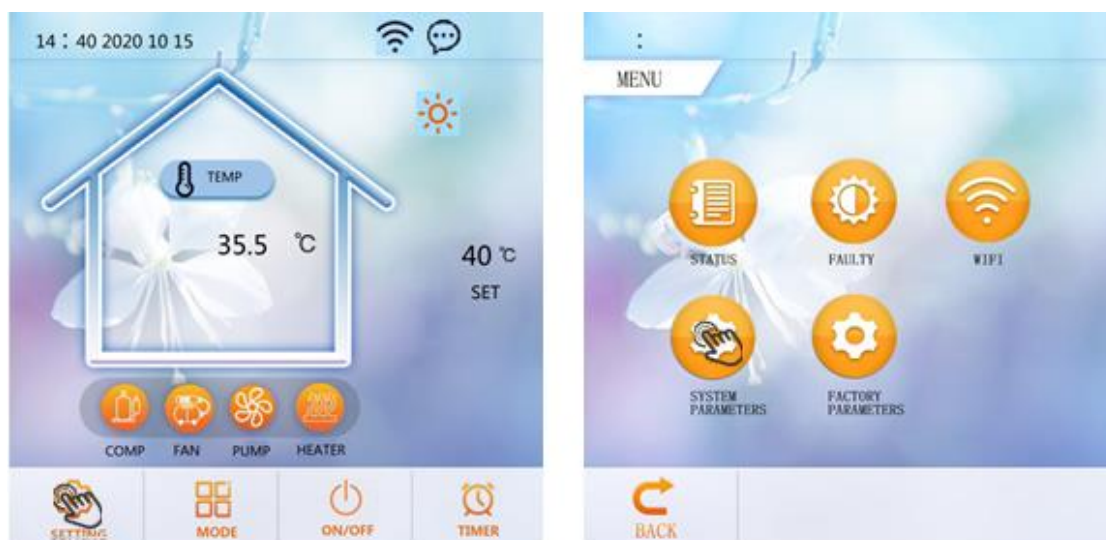 14：40 2020 10 15
TEMP
35.5 ℃
40 ℃
SET
COMP FAN PUMP HEATER
SETTING MODE ON/OFF TIMER
:
MENU
STATUS FAULTY WIFI
SYSTEM PARAMETERS
FACTORY PARAMETERS
BACK